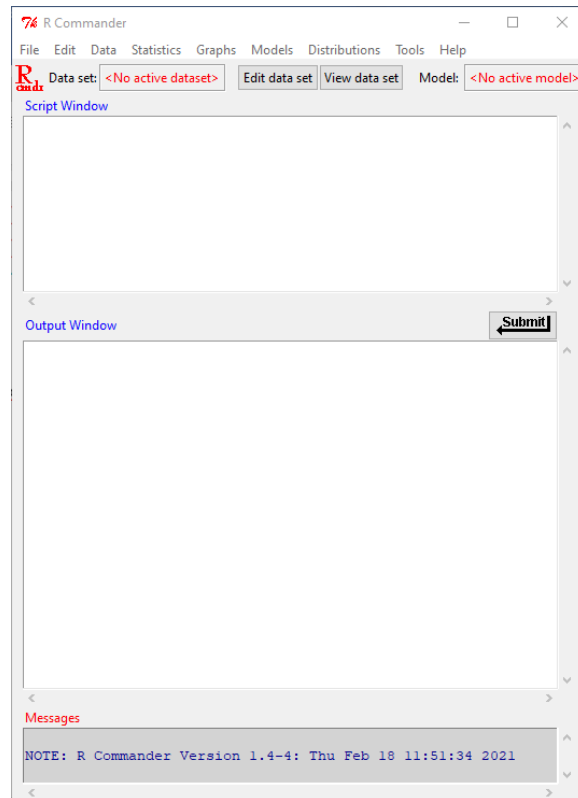 R Commander
File Edit Data Statistics Graphs Models Distributions Tools Help
R cmdr Data set: <No active dataset> Edit data set View data set Model: <No active model>
Script Window
Output Window Submit
Messages
NOTE: R Commander Version 1.4-4: Thu Feb 18 11:51:34 2021